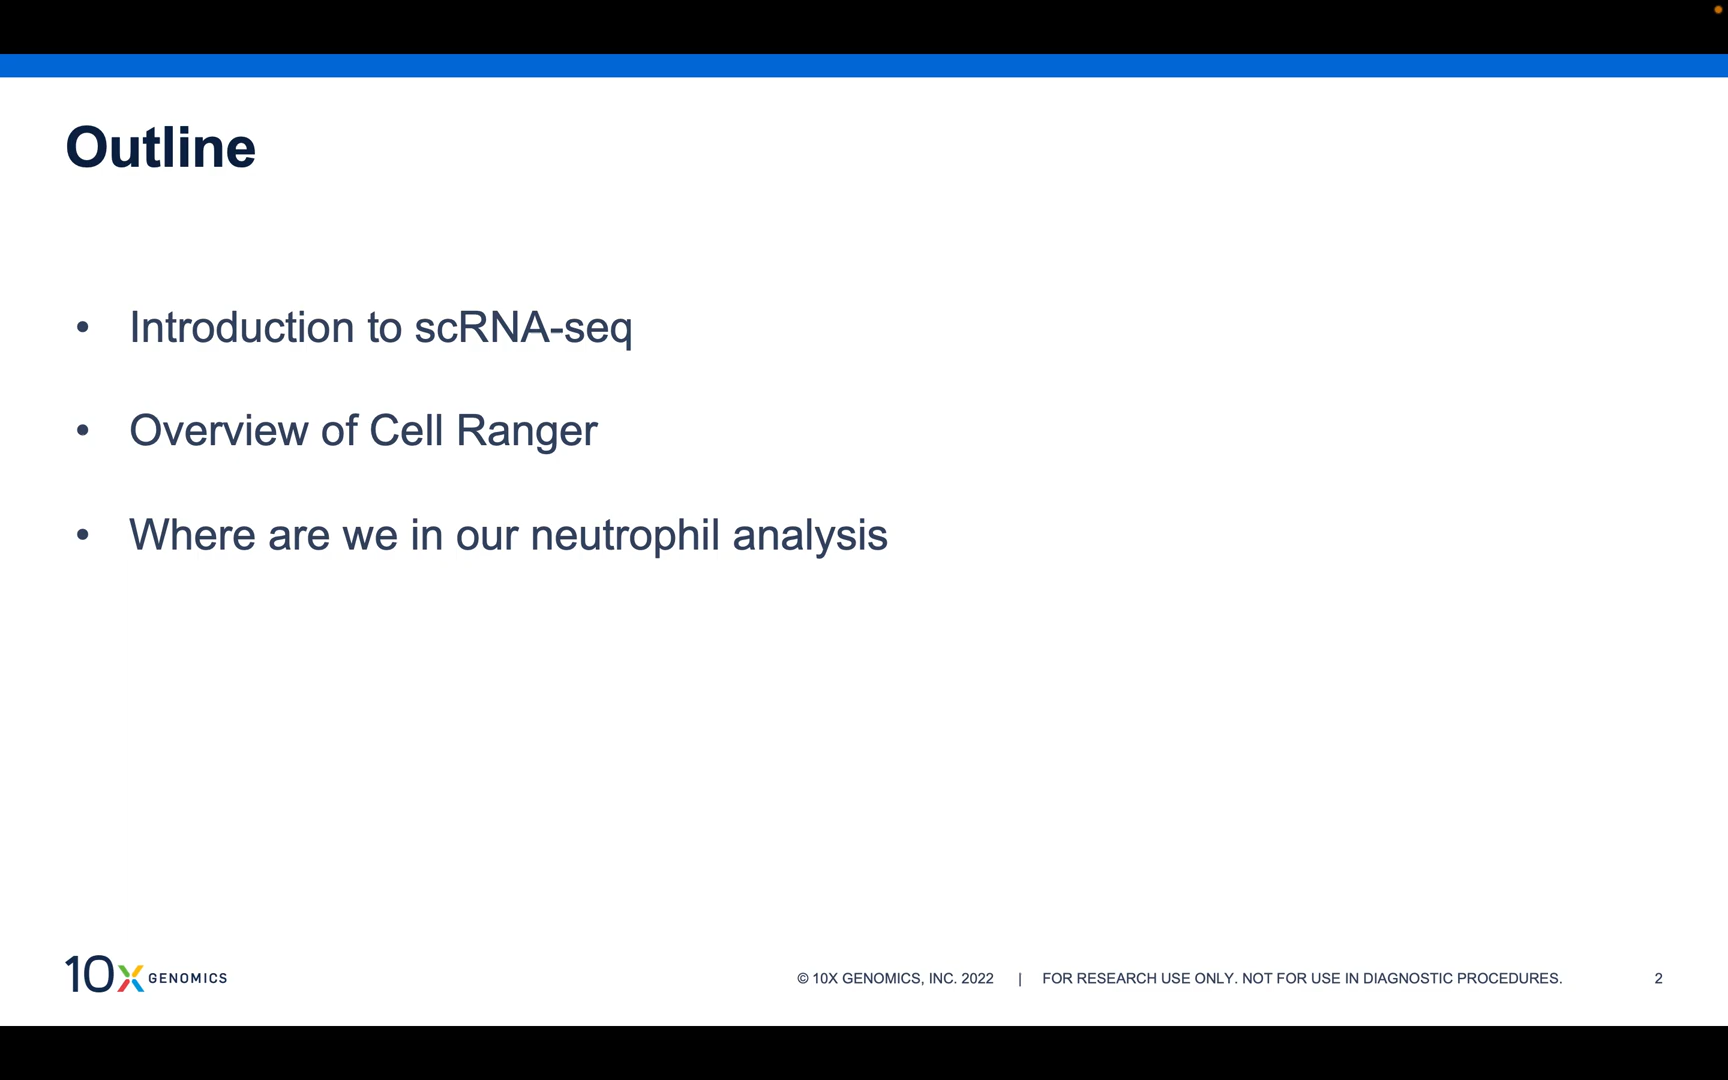 Outline
• Introduction to scRNA-seq
• Overview of Cell Ranger
• Where are we in our neutrophil analysis
10X GENOMICS
© 10X GENOMICS, INC. 2022 | FOR RESEARCH USE ONLY. NOT FOR USE IN DIAGNOSTIC PROCEDURES. 2